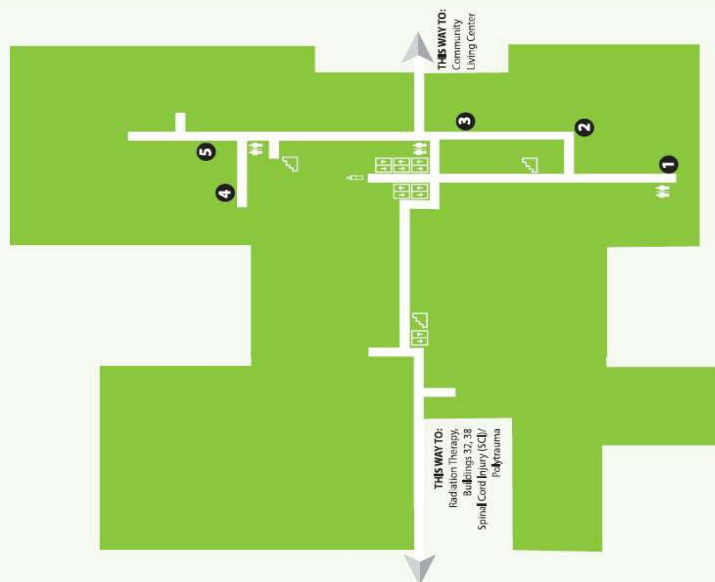 THIS WAY TO:
Community
Living Center
5
3
2
4
1
THIS WAY TO:
Radiation Therapy,
Buildings 32, 38
Spinal Cord Injury (SCI)/
Polytrauma